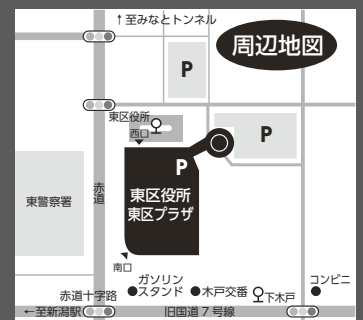 ↑至みなとトンネル
周辺地図
P
P
東区役所
西口
P
東区役所
東区プラザ
東警察署
赤道
南口
赤道十字路
ガソリン
スタンド
木戸交番
下木戸
コンビニ
←至新潟駅
旧国道7号線